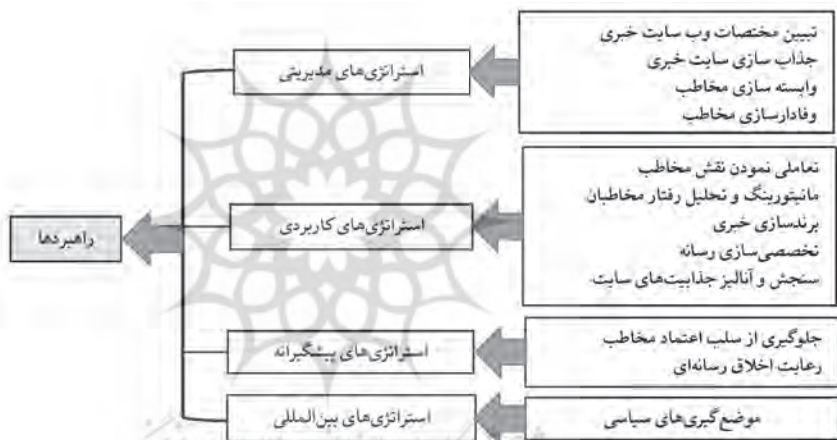 تبیین مختصات وب سایت خبری
جذاب سازی سایت خبری
وابسته سازی مخاطب
وفادارسازی مخاطب
استراتژی‌های مدیریتی
تعاملی نمودن نقش مخاطب
مانیتورینگ و تحلیل رفتار مخاطبان
برندسازی خبری
تخصصی‌سازی رسانه
سنجش و آنالیز جذابیت‌های سایت
استراتژی‌های کاربردی
راهبردها
جلوگیری از سلب اعتماد مخاطب
رعایت اخلاق رسانه‌ای
استراتژی‌های پیشگیرانه
موضع‌گیری‌های سیاسی
استراتژی‌های بین‌المللی